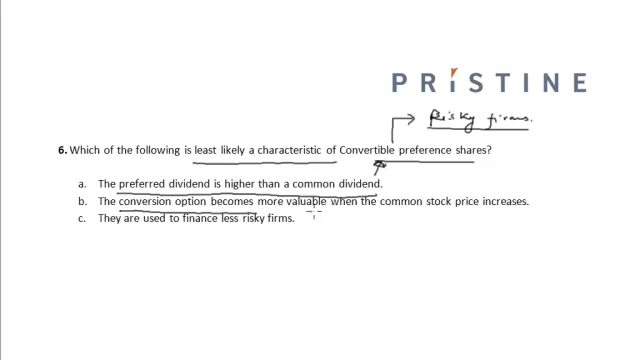 PRISTINE
Risky firms.
6. Which of the following is least likely a characteristic of Convertible preference shares?
a. The preferred dividend is higher than a common dividend.
b. The conversion option becomes more valuable when the common stock price increases.
c. They are used to finance less risky firms.